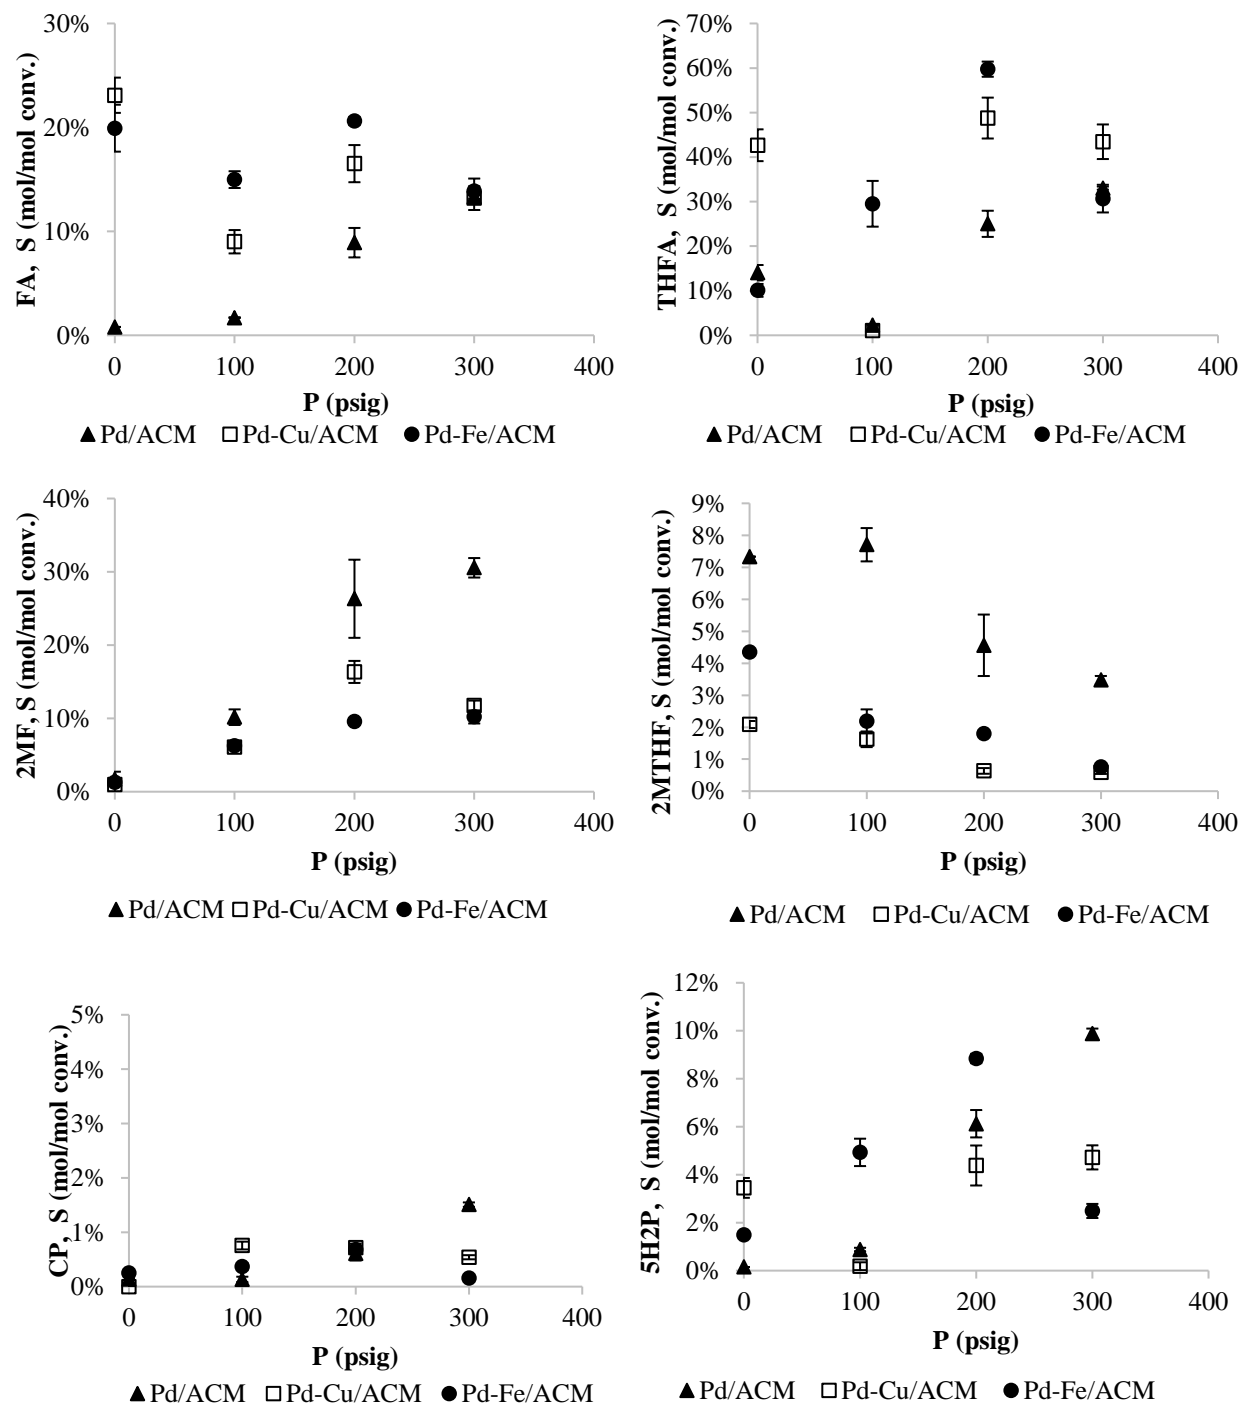 FA, S (mol/mol conv.)
30%
20%
10%
0%
0 100 200 300 400
P (psig)
Pd/ACM Pd-Cu/ACM Pd-Fe/ACM
THFA, S (mol/mol conv.)
70%
60%
50%
40%
30%
20%
10%
0%
0 100 200 300 400
P (psig)
Pd/ACM Pd-Cu/ACM Pd-Fe/ACM
2MF, S (mol/mol conv.)
40%
30%
20%
10%
0%
0 100 200 300 400
P (psig)
Pd/ACM Pd-Cu/ACM Pd-Fe/ACM
2MTHF, S (mol/mol conv.)
9%
8%
7%
6%
5%
4%
3%
2%
1%
0%
0 100 200 300 400
P (psig)
Pd/ACM Pd-Cu/ACM Pd-Fe/ACM
CP, S (mol/mol conv.)
5%
4%
3%
2%
1%
0%
0 100 200 300 400
P (psig)
Pd/ACM Pd-Cu/ACM Pd-Fe/ACM
5H2P, S (mol/mol conv.)
12%
10%
8%
6%
4%
2%
0%
0 100 200 300 400
P (psig)
Pd/ACM Pd-Cu/ACM Pd-Fe/ACM